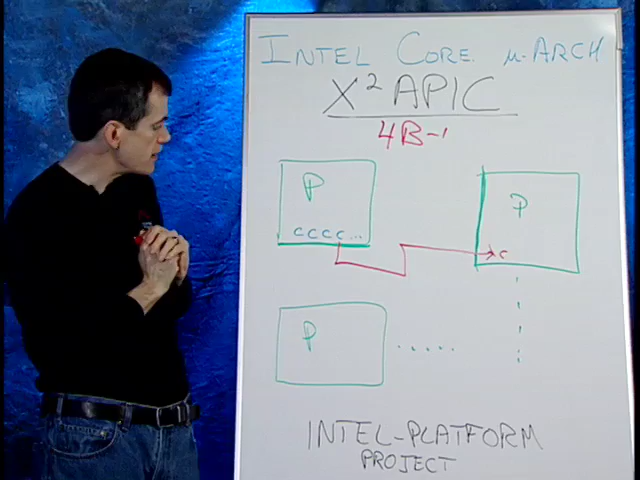 INTEL CORE μ-ARCH
X² APIC
4B-1
P
P
CCCC...
C
P
INTEL-PLATFORM
PROJECT